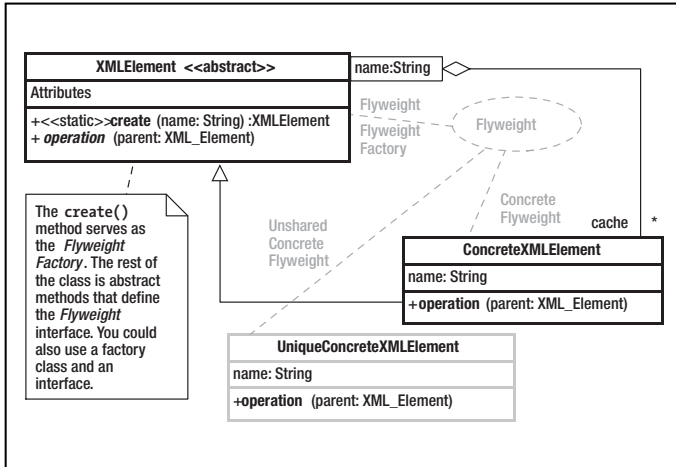 XMLElement <<abstract>>
name:String
Attributes
+<<static>>create (name: String) :XMLElement
+ operation (parent: XML_Element)
Flyweight
Flyweight
Factory
Flyweight
The create()
method serves as
the Flyweight
Factory. The rest of
the class is abstract
methods that define
the Flyweight
interface. You could
also use a factory
class and an
interface.
Unshared
Concrete
Flyweight
Concrete
Flyweight
cache *
ConcreteXMLElement
name: String
+operation (parent: XML_Element)
UniqueConcreteXMLElement
name: String
+operation (parent: XML_Element)